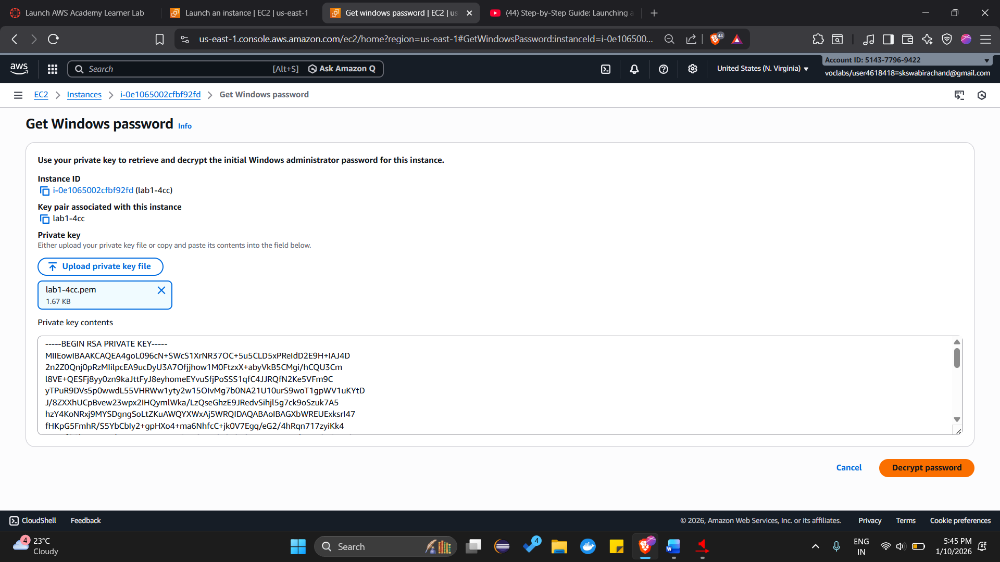 Launch AWS Academy Learner Lab
Launch an instance | EC2 | us-east-1
Get windows password | EC2 | us
(44) Step-by-Step Guide: Launching a
us-east-1.console.aws.amazon.com/ec2/home?region=us-east-1#GetWindowsPassword:instanceId=i-0e106500...
44
aws
Search
[Alt+S]
Ask Amazon Q
United States (N. Virginia)
Account ID: 5143-7796-9422
voclabs/user4618418=skswabirachand@gmail.com
EC2
Instances
i-0e1065002cfbf92fd
Get Windows password
Get Windows password Info
Use your private key to retrieve and decrypt the initial Windows administrator password for this instance.
Instance ID
i-0e1065002cfbf92fd (lab1-4cc)
Key pair associated with this instance
lab1-4cc
Private key
Either upload your private key file or copy and paste its contents into the field below.
Upload private key file
lab1-4cc.pem
1.67 KB
Private key contents
-----BEGIN RSA PRIVATE KEY-----
MIIEowIBAAKCAQEA4goL096cN+SWcS1XrNR37OC+5u5CLD5xPReIdD2E9H+IAJ4D
2n2Z0Qnj0pRzMIilpcEA9ucDyU3A7Ofjjhow1M0FtzxX+abyVkB5CMgi/hCQU3Cm
l8VE+QESFj8yy0zn9kaJttFyJ8eyhomeEYvuSfjPoSSS1qfC4JJRQfN2Ke5VFm9C
yTPuR9DVs5p0wwdL55VHRWw1yty2w15OIvMg7b0NA21U10urS9woT1gpWV1uKYtD
J/8ZXXhUCpBvew23wpx2IHQymlWka/LzQseGhzE9JRedvSihjl5g7ck9oSzuk7A5
hzY4KoNRxj9MYSDgngSoLtZKuAWQYXWxAj5WRQIDAQABAoIBAGXbWREUExksrI47
fHKpG5FmhR/S5YbCbIy2+gpHXo4+ma6NhfcC+jk0V7Egq/eG2/4hRqn717zyiKk4
Cancel
Decrypt password
CloudShell
Feedback
© 2026, Amazon Web Services, Inc. or its affiliates.
Privacy
Terms
Cookie preferences
4
23°C
Cloudy
Search
4
ENG
IN
5:45 PM
1/10/2026